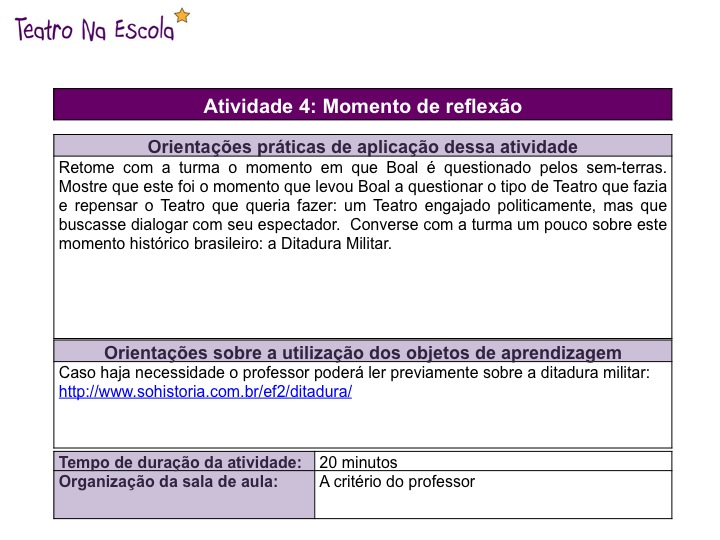 Teatro Na Escola
Atividade 4: Momento de reflexão
Orientações práticas de aplicação dessa atividade
Retome com a turma o momento em que Boal é questionado pelos sem-terras.
Mostre que este foi o momento que levou Boal a questionar o tipo de Teatro que fazia
e repensar o Teatro que queria fazer: um Teatro engajado politicamente, mas que
buscasse dialogar com seu espectador. Converse com a turma um pouco sobre este
momento histórico brasileiro: a Ditadura Militar.
Orientações sobre a utilização dos objetos de aprendizagem
Caso haja necessidade o professor poderá ler previamente sobre a ditadura militar:
http://www.sohistoria.com.br/ef2/ditadura/
Tempo de duração da atividade: 20 minutos
Organização da sala de aula: A critério do professor